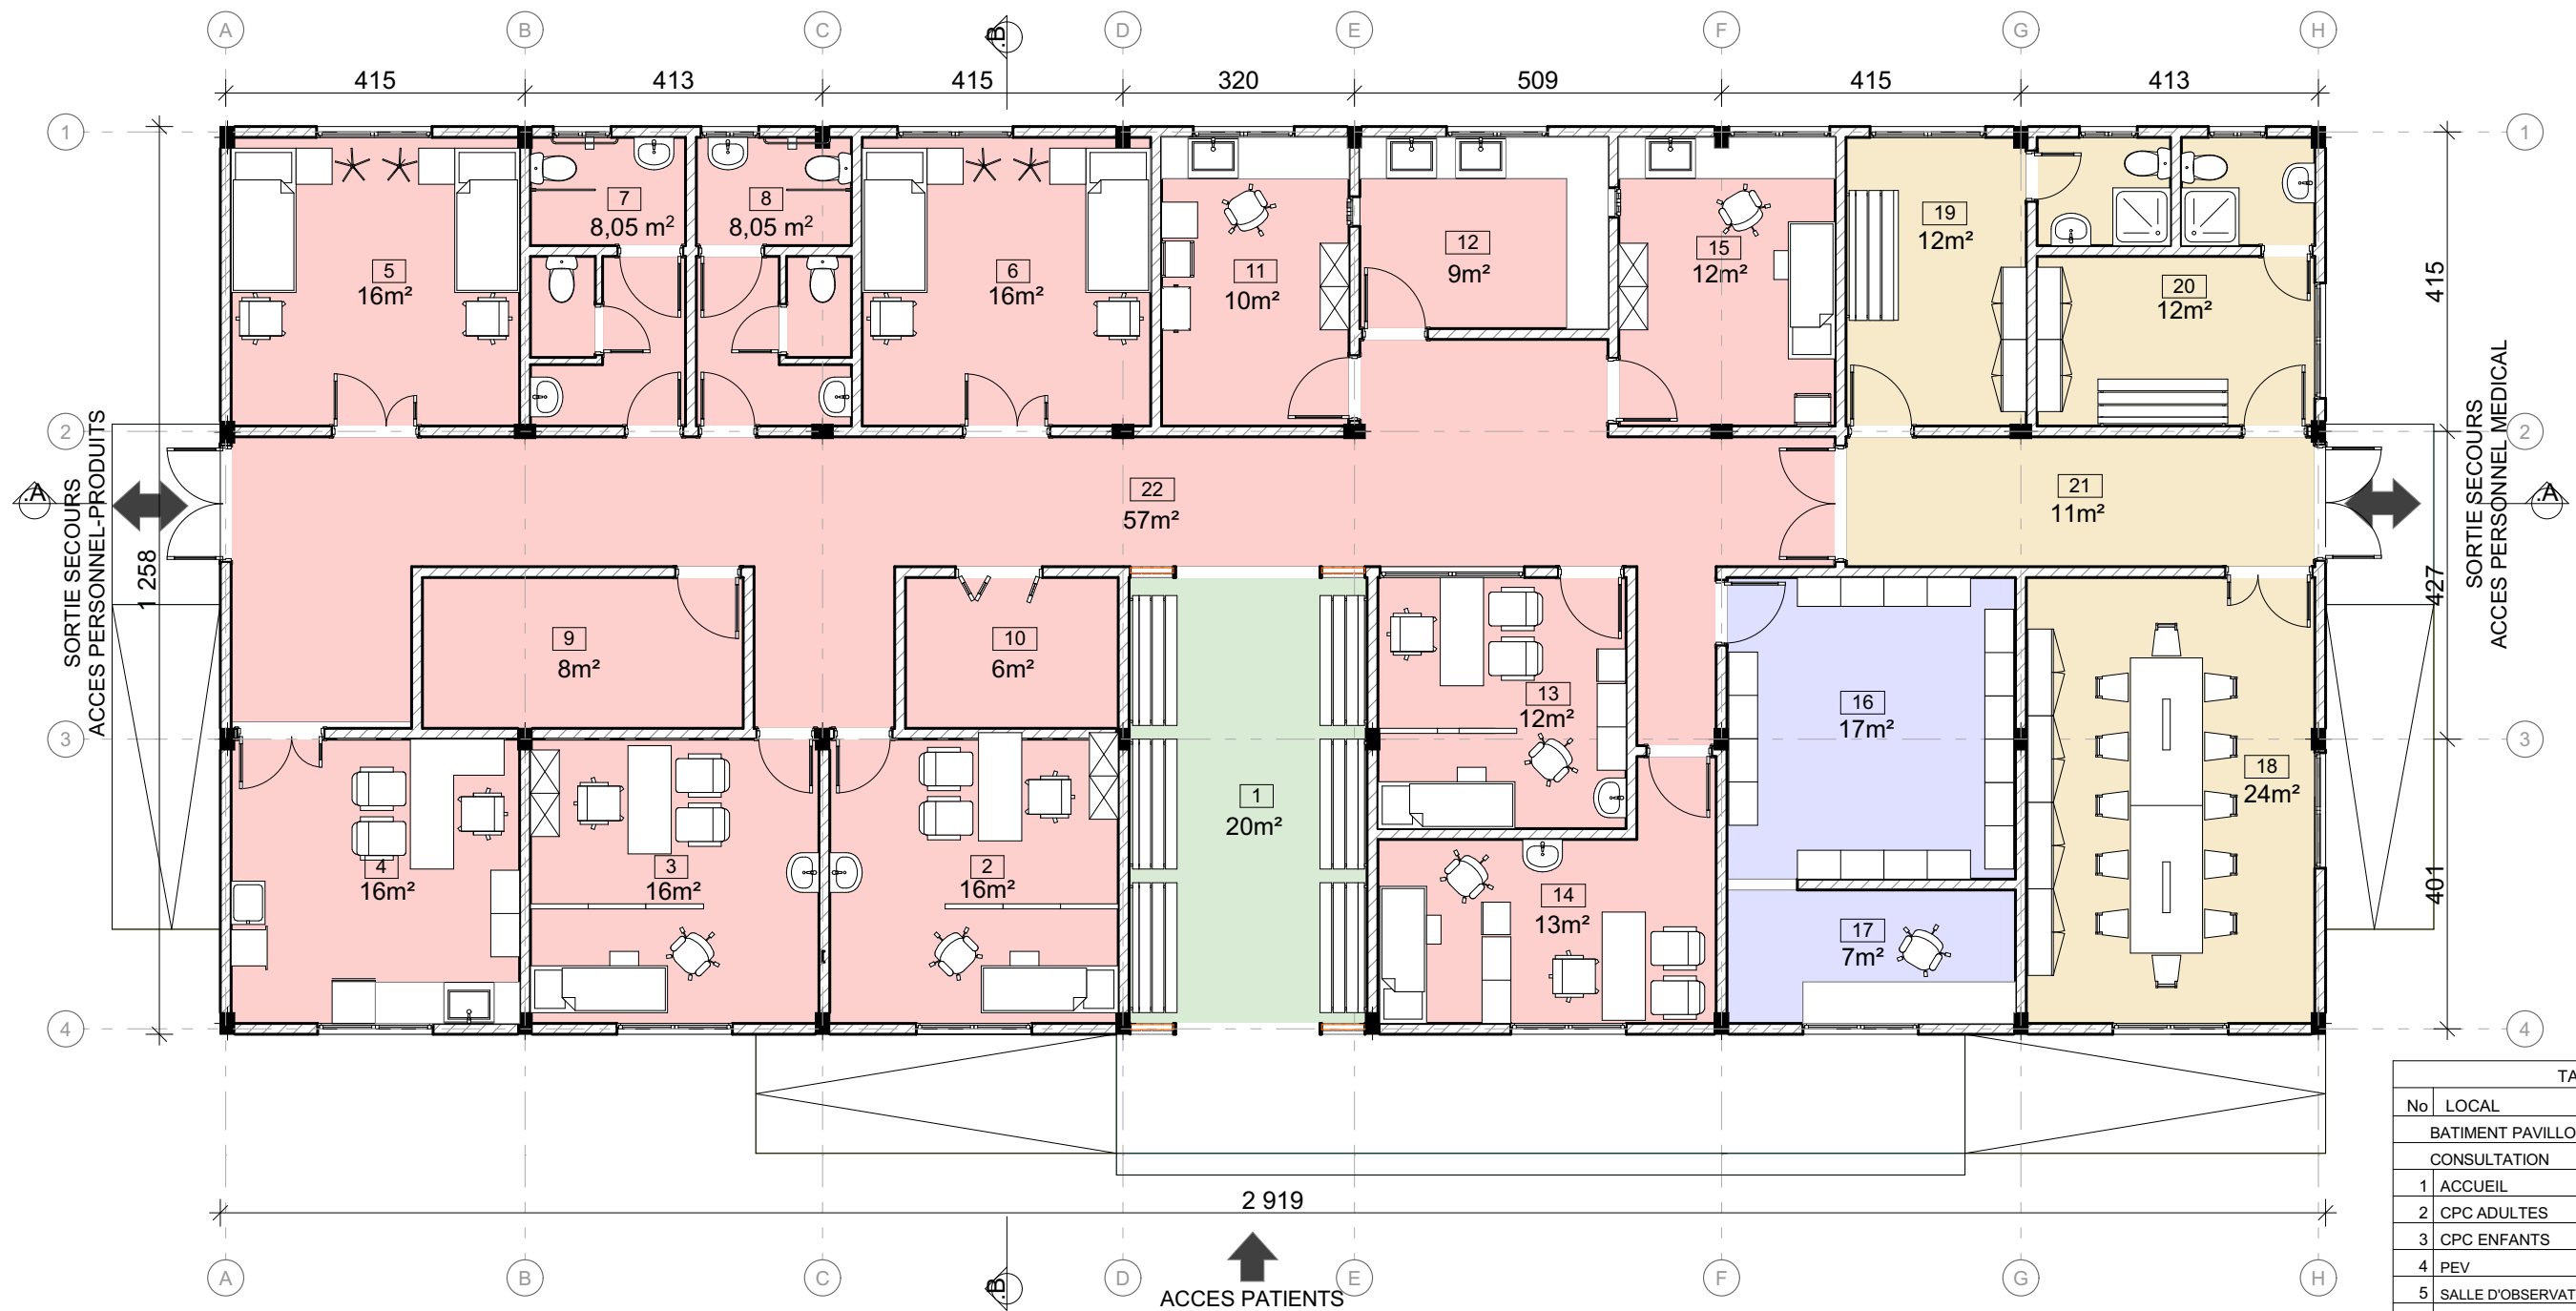 A B C D E F G H
.B
415 413 415 320 509 415 413
1 1
7
8,05 m²
8
8,05 m²
19
12m²
12
9m²
15
12m²
5
16m²
6
16m²
11
10m²
20
12m²
415
2 2
SORTIE SECOURS
ACCES PERSONNEL-PRODUITS
.A
22
57m²
21
11m²
SORTIE SECOURS
ACCES PERSONNEL MEDICAL
.A
1 258
427
9
8m²
10
6m²
13
12m²
16
17m²
3 3
18
24m²
1
20m²
4
16m²
3
16m²
2
16m²
14
13m²
401
17
7m²
4 4
TA
No LOCAL
BATIMENT PAVILLO
CONSULTATION
1 ACCUEIL
2 CPC ADULTES
3 CPC ENFANTS
4 PEV
5 SALLE D'OBSERVAT
2 919
A B C D E F G H
.B
ACCES PATIENTS